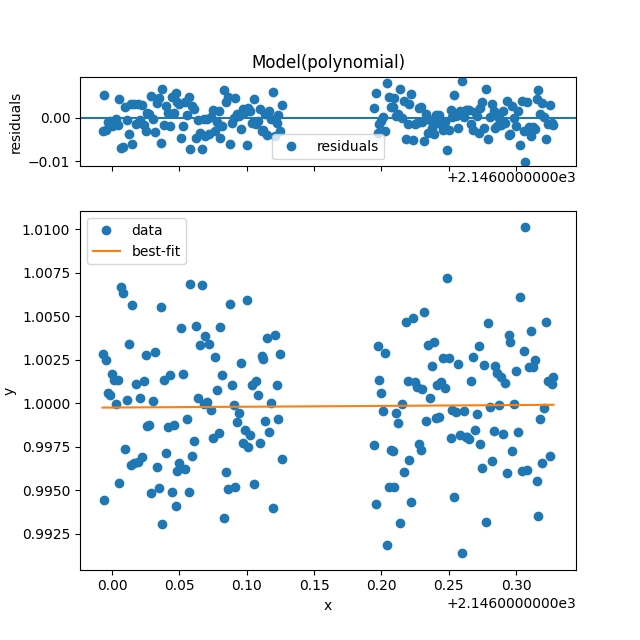 Model(polynomial)
0.00
−0.01
residuals
residuals
+2.1460000000e3
1.0100
1.0075
1.0050
1.0025
1.0000
0.9975
0.9950
0.9925
y
data
best-fit
0.00 0.05 0.10 0.15 0.20 0.25 0.30
x
+2.1460000000e3